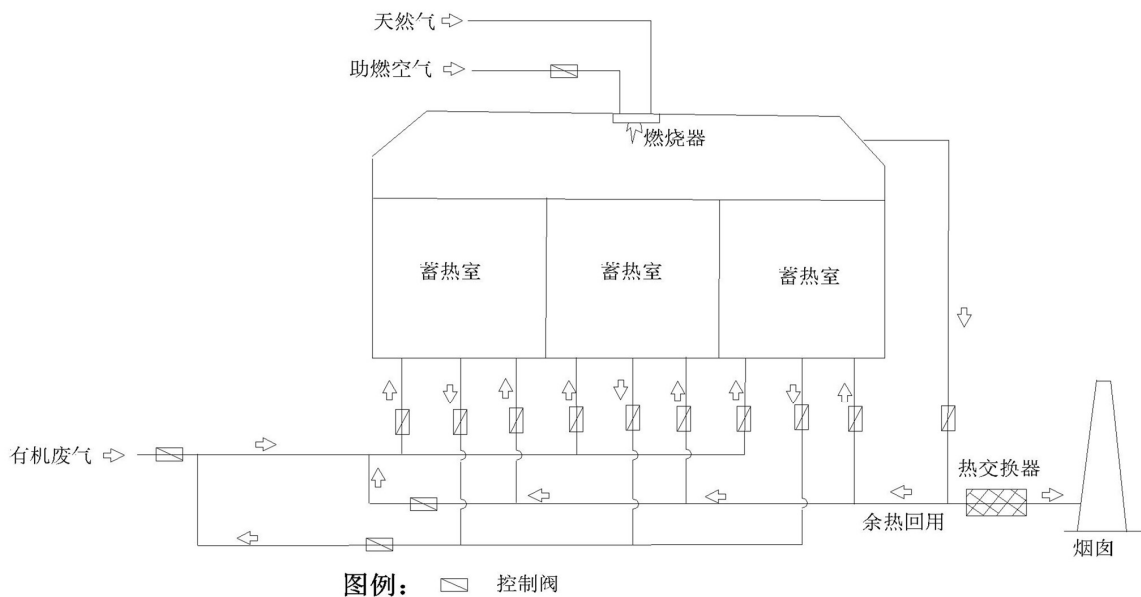 天然气
助燃空气
燃烧器
蓄热室
蓄热室
蓄热室
有机废气
热交换器
余热回用
烟囱
图例：
控制阀